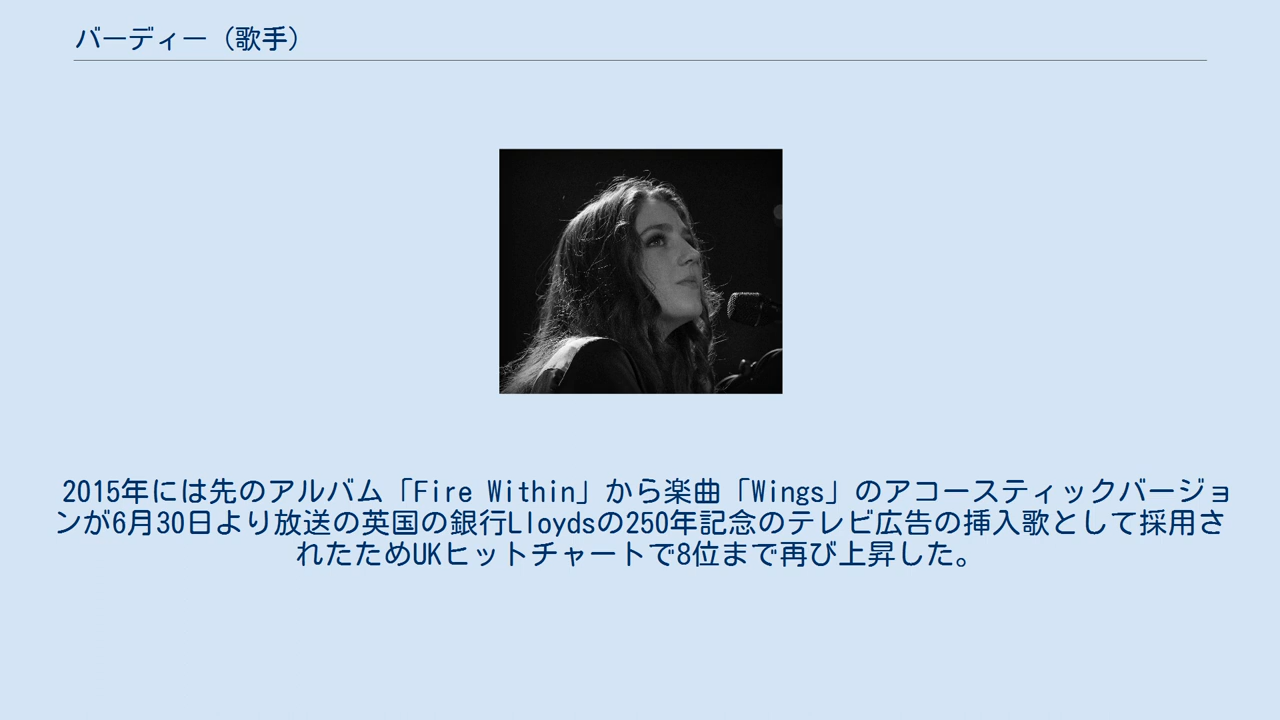 バーディー（歌手）
2015年には先のアルバム「Fire Within」から楽曲「Wings」のアコースティックバージョ
ンが6月30日より放送の英国の銀行Lloydsの250年記念のテレビ広告の挿入歌として採用さ
れたためUKヒットチャートで8位まで再び上昇した。